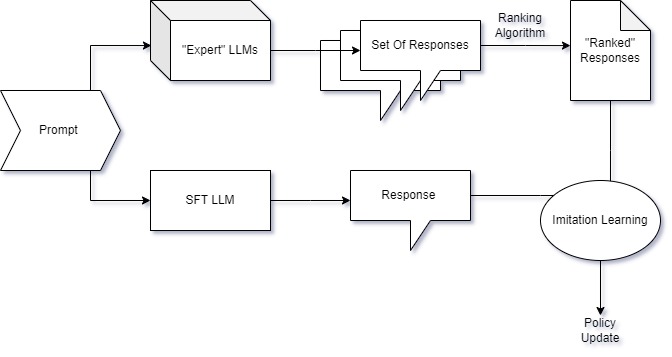 "Expert" LLMs
Set Of Responses
Ranking
Algorithm
"Ranked"
Responses
Prompt
SFT LLM
Response
Imitation Learning
Policy
Update